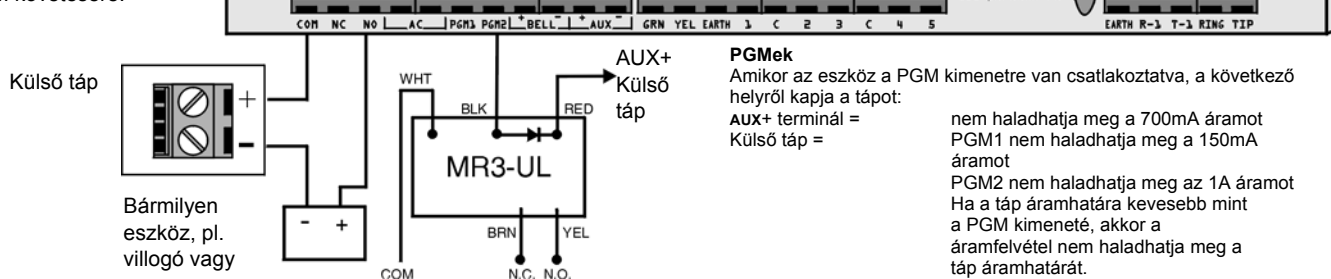 COM NC NO AC PGM1 PGM2 + BELL - + AUX - GRN YEL EARTH 1 C 2 3 C 4 5 EARTH R-1 T-1 RING TIP
Külső táp
+
-
Bármilyen
eszköz, pl.
villogó vagy
- +
WHT
BLK
RED
MR3-UL
BRN
YEL
COM
N.C. N.O.
AUX+
Külső
táp
PGMek
Amikor az eszköz a PGM kimenetre van csatlakoztatva, a következő
helyről kapja a tápot:
AUX+ terminál = nem haladhatja meg a 700mA áramot
Külső táp = PGM1 nem haladhatja meg a 150mA
áramot
PGM2 nem haladhatja meg az 1A áramot
Ha a táp áramhatára kevesebb mint
a PGM kimeneté, akkor a
áramfelvétel nem haladhatja meg a
táp áramhatárát.